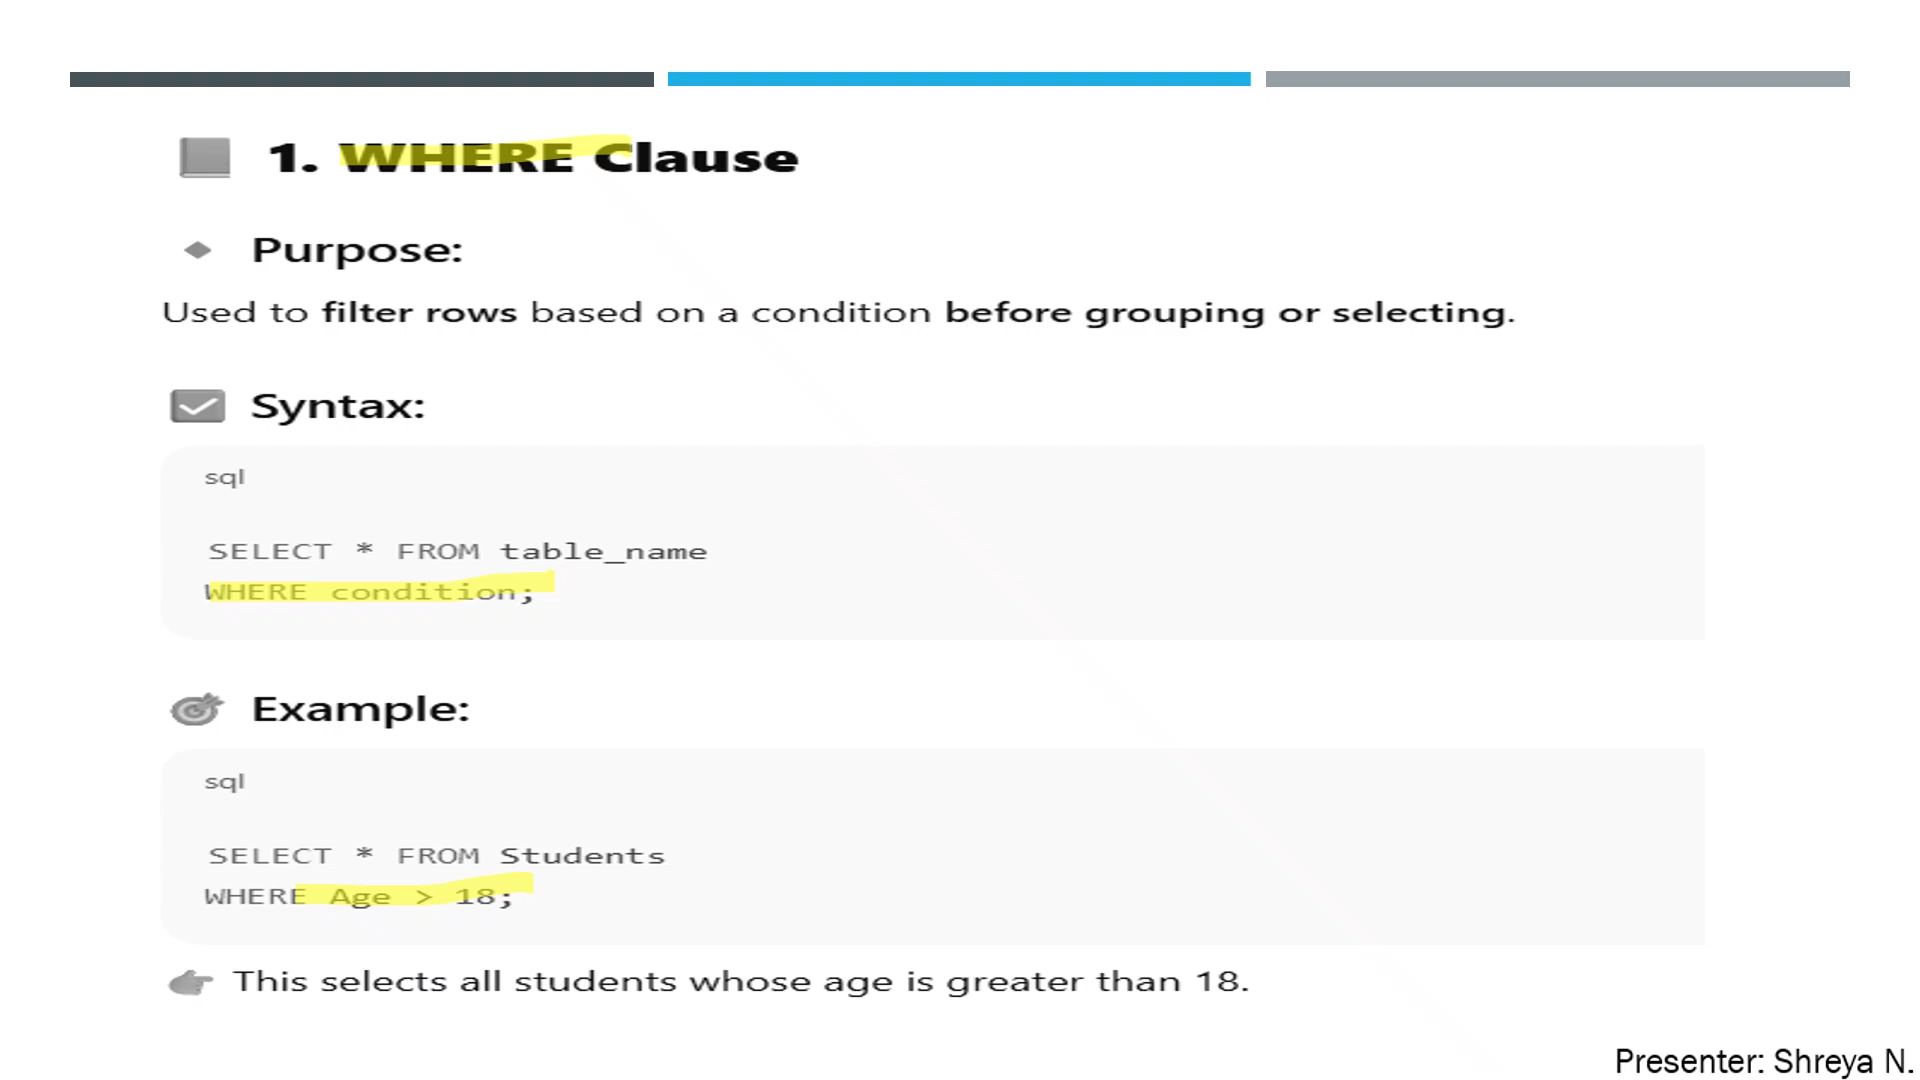 1. WHERE Clause
Purpose:
Used to filter rows based on a condition before grouping or selecting.
Syntax:
sql
SELECT * FROM table_name
WHERE condition;
Example:
sql
SELECT * FROM Students
WHERE Age > 18;
This selects all students whose age is greater than 18.
Presenter: Shreya N.